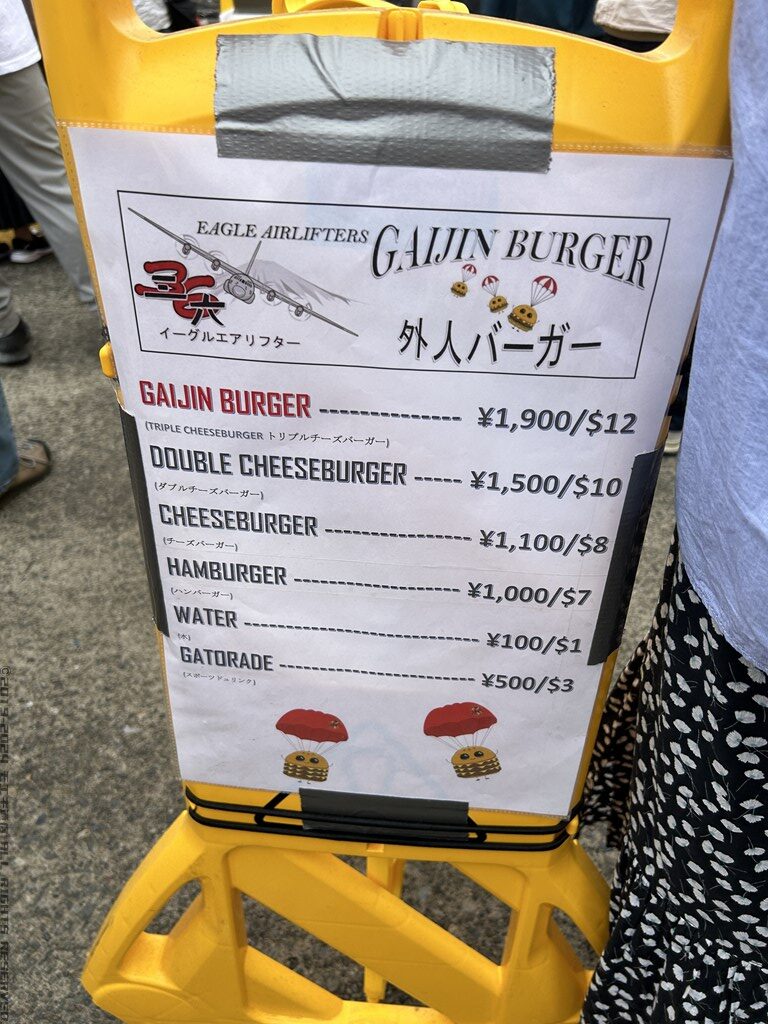 EAGLE AIRLIFTERS
GAIJIN BURGER
イーグルエアリフター
外人バーガー
GAIJIN BURGER -------------- ¥1,900/$12
(TRIPLE CHEESEBURGER トリプルチーズバーガー)
DOUBLE CHEESEBURGER ----- ¥1,500/$10
(ダブルチーズバーガー)
CHEESEBURGER --------------- ¥1,100/$8
(チーズバーガー)
HAMBURGER ----------------- ¥1,000/$7
(ハンバーガー)
WATER ------------------------ ¥100/$1
(水)
GATORADE -------------------- ¥500/$3
(スポーツドュリンク)